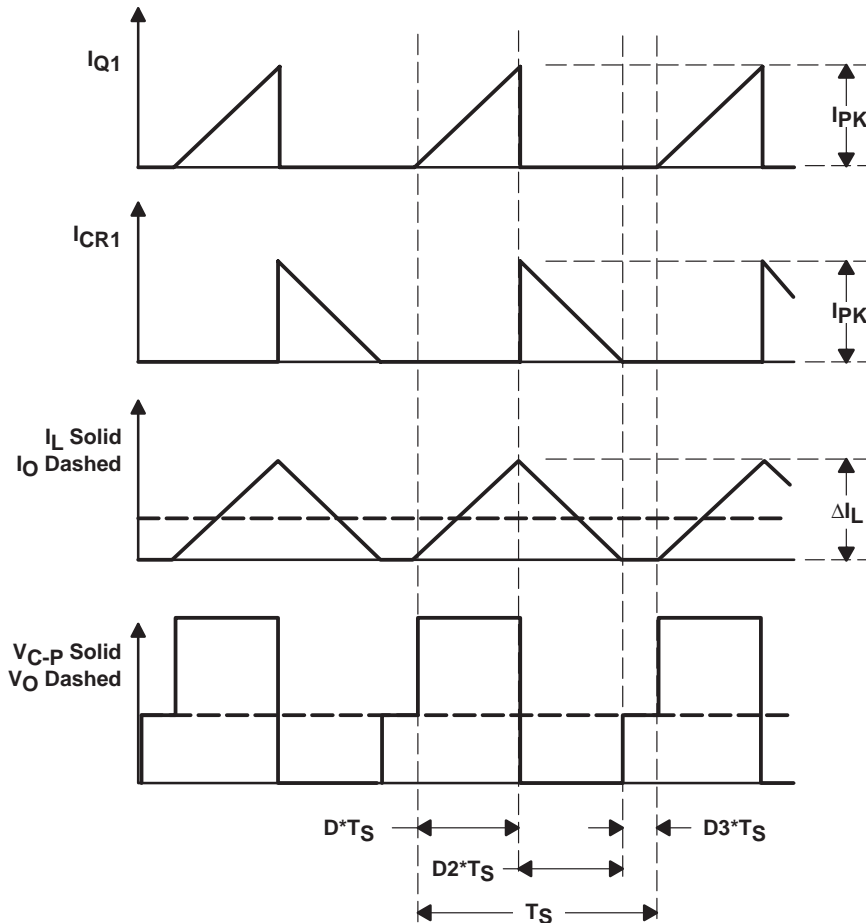 IQ1
IPK
ICR1
IPK
IL Solid
IO Dashed
ΔIL
VC-P Solid
VO Dashed
D*TS
D3*TS
D2*TS
TS